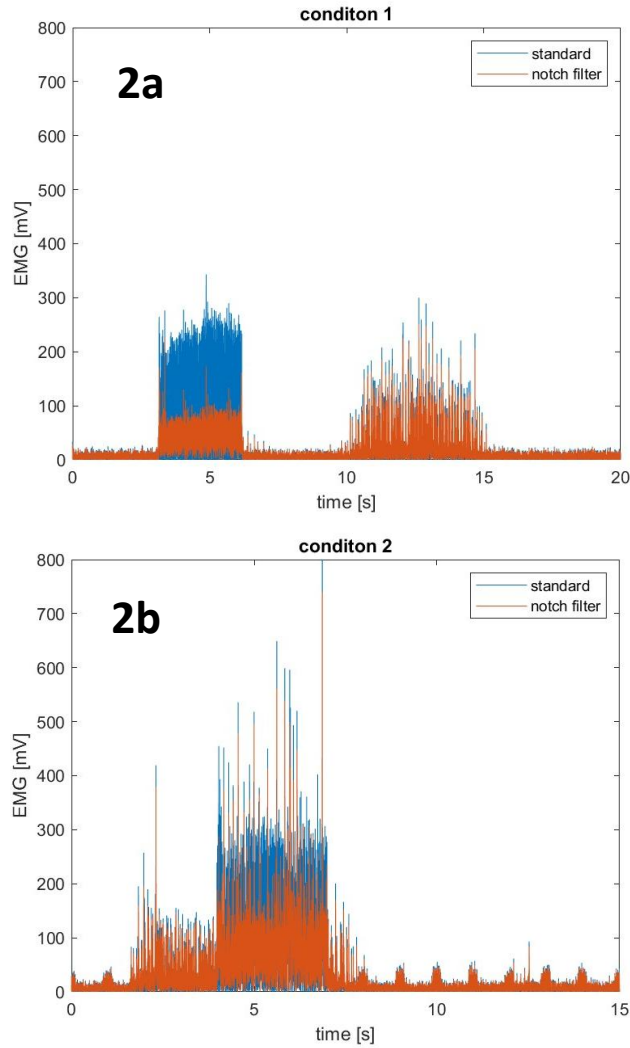 conditon 1
800
700
600
500
400
300
200
100
0
EMG [mV]
2a
standard
notch filter
0 5 10 15 20
time [s]
conditon 2
800
700
600
500
400
300
200
100
0
EMG [mV]
2b
standard
notch filter
0 5 10 15
time [s]